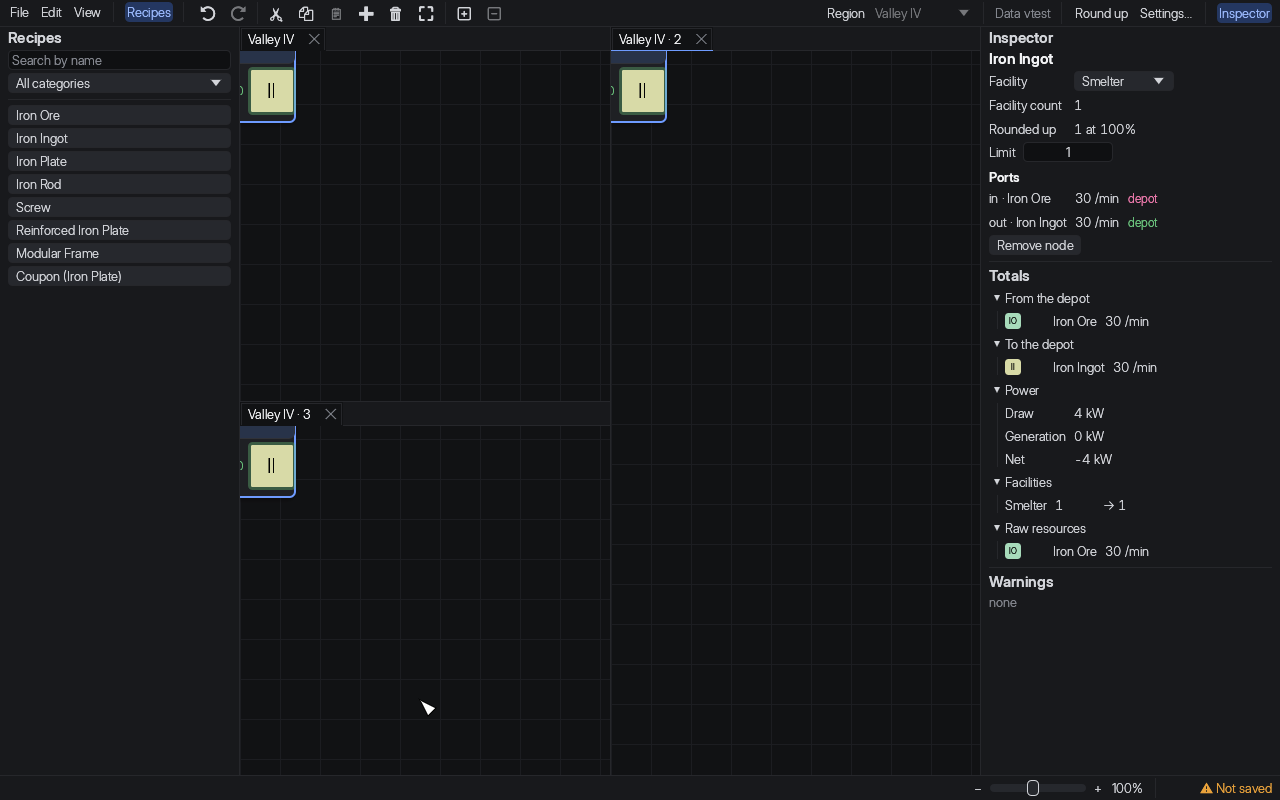 File Edit View Recipes Region Valley IV Data vtest Round up Settings... Inspector
Recipes
Search by name
All categories
Iron Ore
Iron Ingot
Iron Plate
Iron Rod
Screw
Reinforced Iron Plate
Modular Frame
Coupon (Iron Plate)
Valley IV
II
Valley IV · 2
II
Valley IV · 3
II
Inspector
Iron Ingot
Facility Smelter
Facility count 1
Rounded up 1 at 100%
Limit 1
Ports
in · Iron Ore 30 /min depot
out · Iron Ingot 30 /min depot
Remove node
Totals
From the depot
IO Iron Ore 30 /min
To the depot
II Iron Ingot 30 /min
Power
Draw 4 kW
Generation 0 kW
Net -4 kW
Facilities
Smelter 1 → 1
Raw resources
IO Iron Ore 30 /min
Warnings
none
− + 100% Not saved